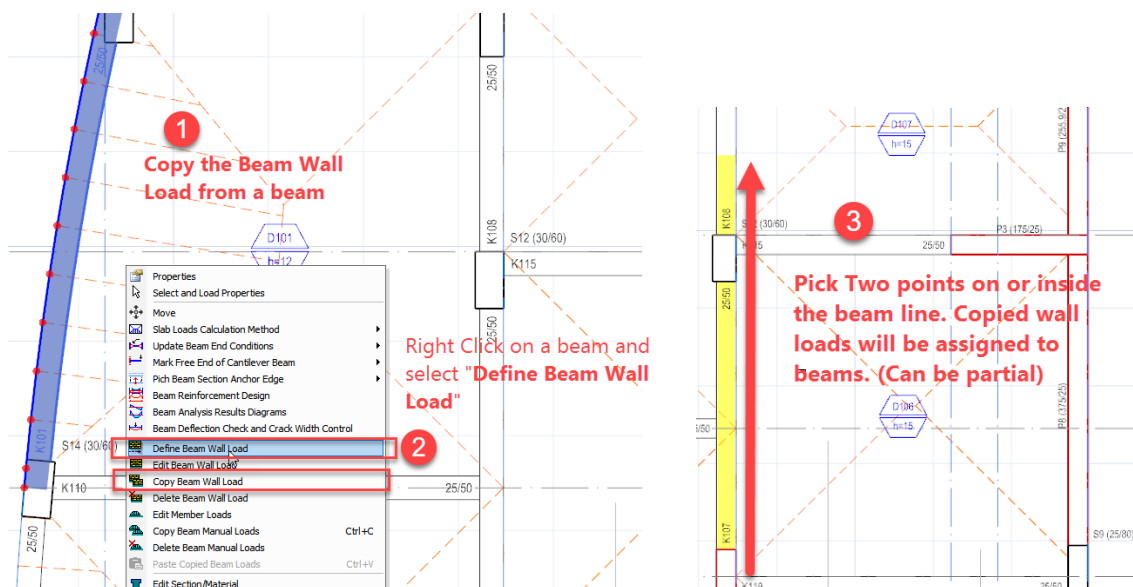 25/50
1
Copy the Beam Wall
Load from a beam
25/50
D101
h=12
K108
S12 (30/60)
K115
25/50
Properties
Select and Load Properties
Move
Slab Loads Calculation Method
Update Beam End Conditions
Mark Free End of Cantilever Beam
Pich Beam Section Anchor Edge
Beam Reinforcement Design
Beam Analysis Results Diagrams
Beam Deflection Check and Crack Width Control
Define Beam Wall Load
Edit Beam Wall Load
Copy Beam Wall Load
Delete Beam Wall Load
Edit Member Loads
Copy Beam Manual Loads Ctrl+C
Delete Beam Manual Loads
Paste Copied Beam Loads Ctrl+V
Edit Section/Material
Right Click on a beam and
select "Define Beam Wall
Load"
2
K101
S14 (30/60)
K110
25/50
25/50
D107
h=15
K108
(30/60)
3
P3 (175/25)
25/50
25/50
Pick Two points on or inside
the beam line. Copied wall
loads will be assigned to
beams. (Can be partial)
D106
h=15
P8 (375/25)
K107
S9 (25/80)
25/50